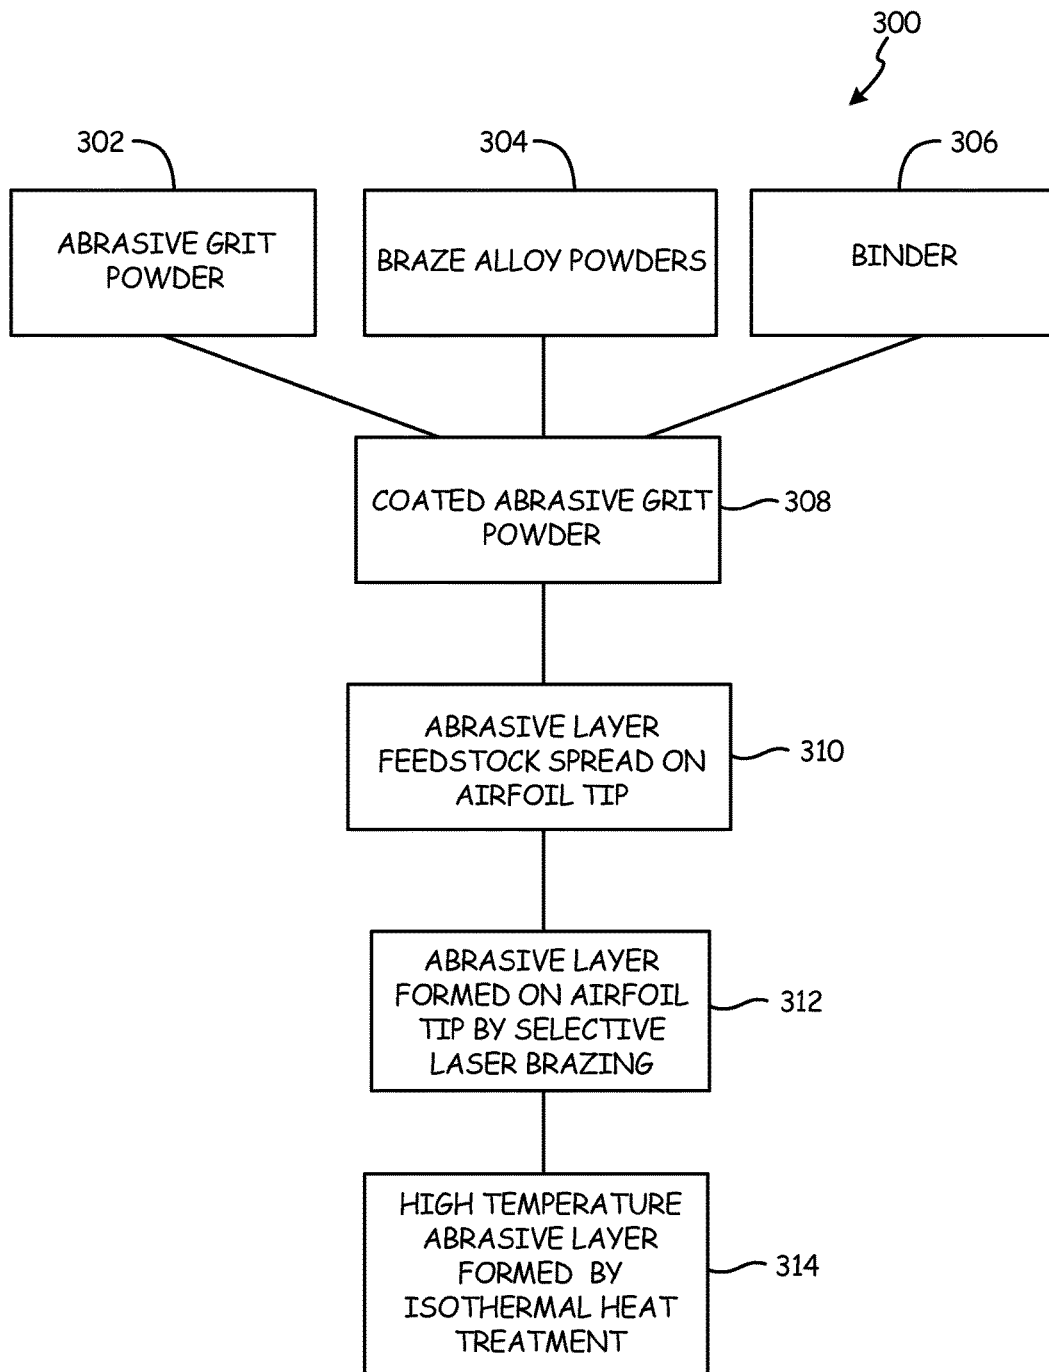 300
302
304
306
ABRASIVE GRIT
POWDER
BRAZE ALLOY POWDERS
BINDER
COATED ABRASIVE GRIT
POWDER
308
ABRASIVE LAYER
FEEDSTOCK SPREAD ON
AIRFOIL TIP
310
ABRASIVE LAYER
FORMED ON AIRFOIL
TIP BY SELECTIVE
LASER BRAZING
312
HIGH TEMPERATURE
ABRASIVE LAYER
FORMED BY
ISOTHERMAL HEAT
TREATMENT
314